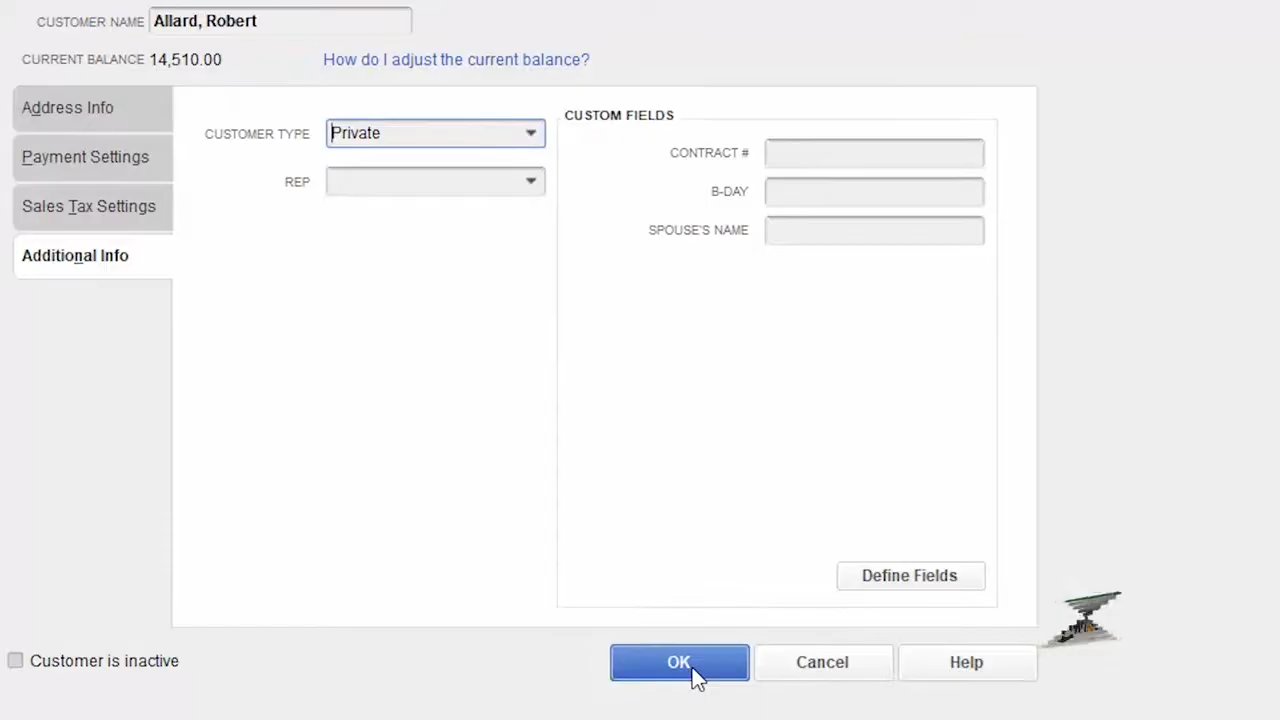 CUSTOMER NAME Allard, Robert
CURRENT BALANCE 14,510.00 How do I adjust the current balance?
Address Info
Payment Settings
Sales Tax Settings
Additional Info
CUSTOMER TYPE Private
REP
CUSTOM FIELDS
CONTRACT #
B-DAY
SPOUSE'S NAME
Define Fields
Customer is inactive
OK Cancel Help